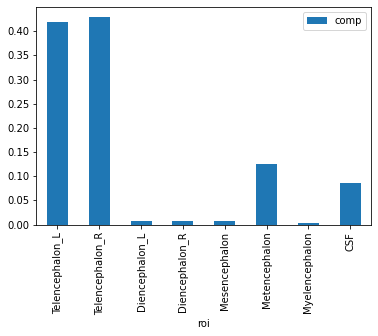 comp
0.40
0.35
0.30
0.25
0.20
0.15
0.10
0.05
0.00
Telencephalon_L
Telencephalon_R
Diencephalon_L
Diencephalon_R
Mesencephalon
Metencephalon
Myelencephalon
CSF
roi